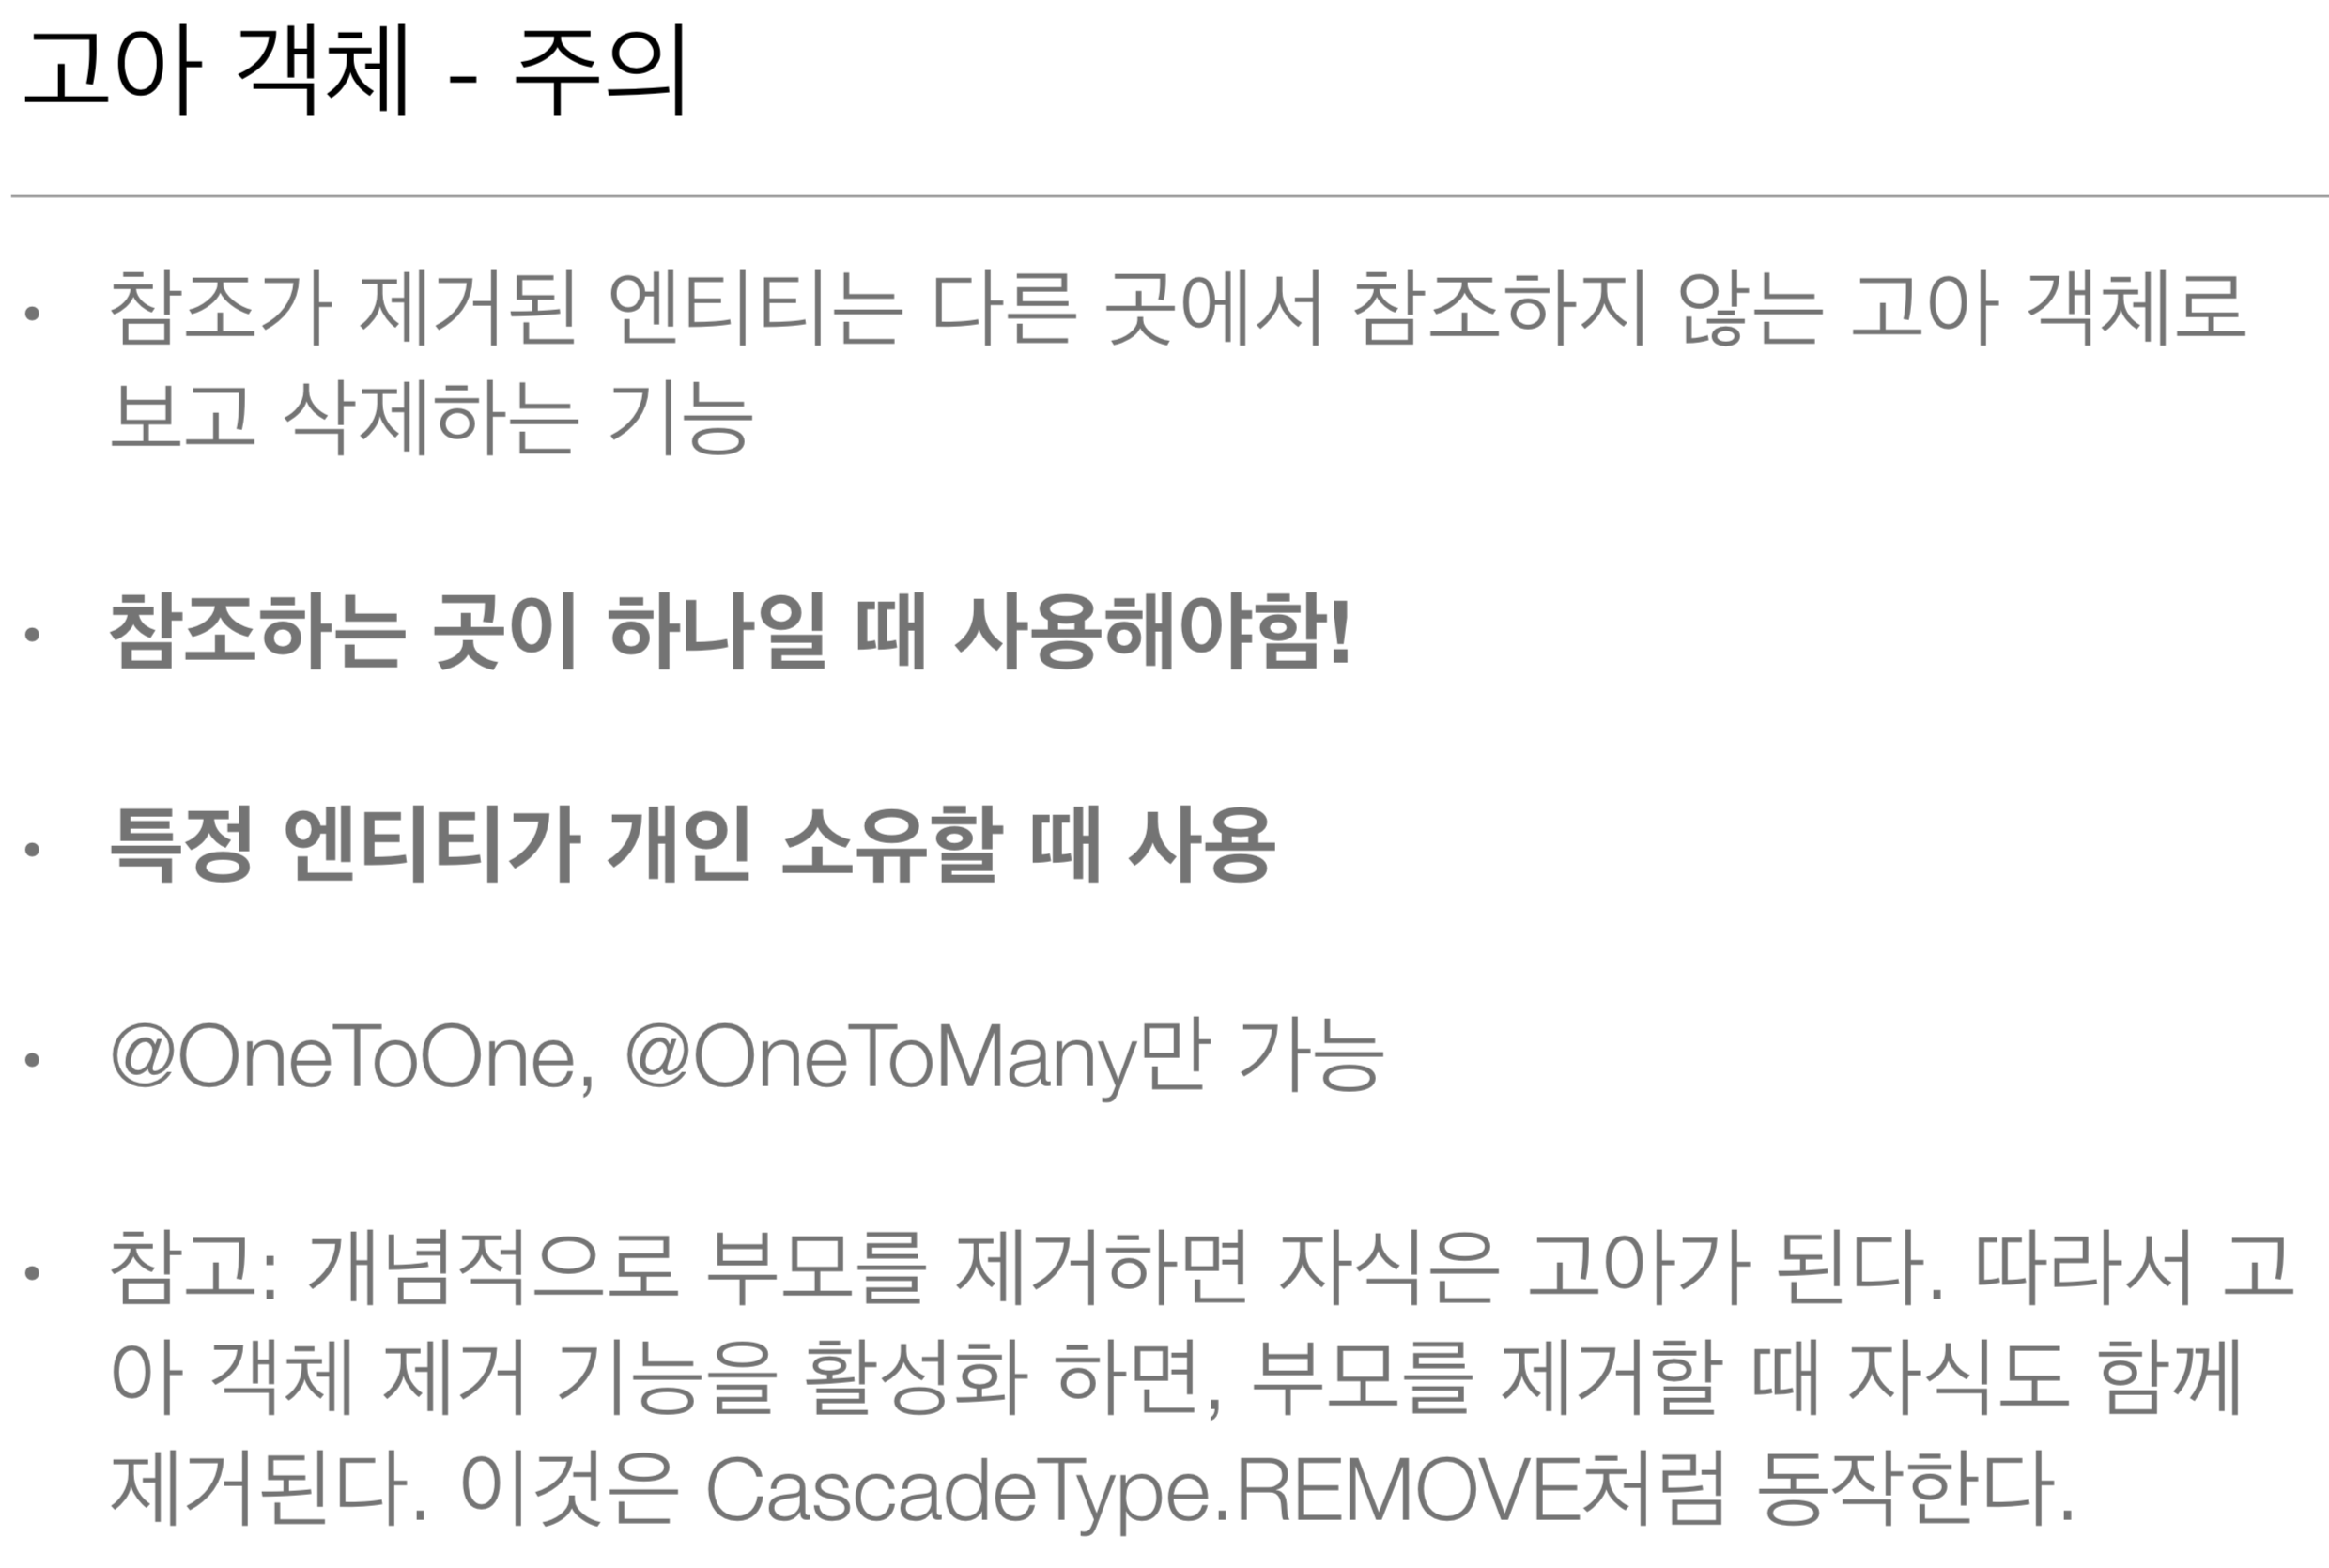 고아 객체 - 주의
• 참조가 제거된 엔티티는 다른 곳에서 참조하지 않는 고아 객체로
보고 삭제하는 기능
• 참조하는 곳이 하나일 때 사용해야함!
• 특정 엔티티가 개인 소유할 때 사용
• @OneToOne, @OneToMany만 가능
• 참고: 개념적으로 부모를 제거하면 자식은 고아가 된다. 따라서 고
아 객체 제거 기능을 활성화 하면, 부모를 제거할 때 자식도 함께
제거된다. 이것은 CascadeType.REMOVE처럼 동작한다.